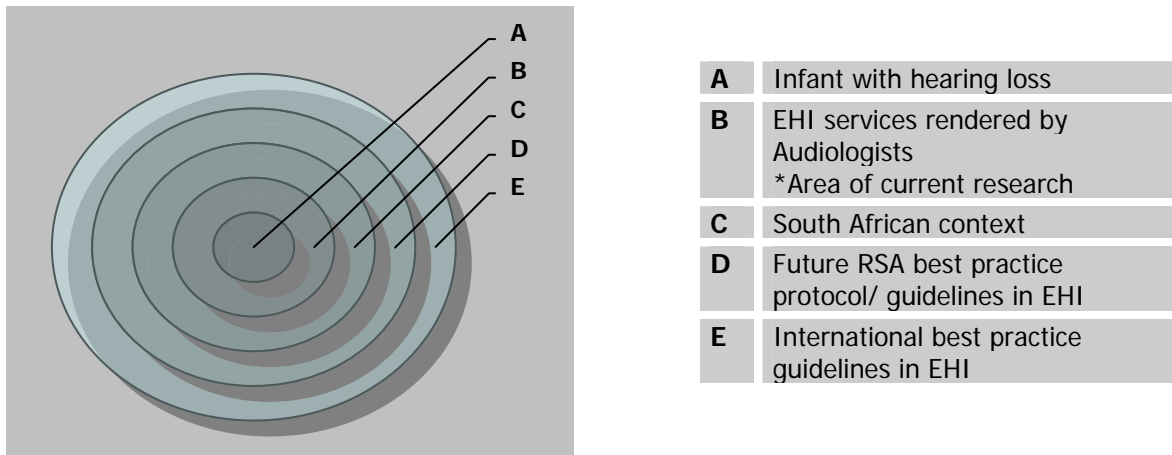 A
B
C
D
E
A Infant with hearing loss
B EHI services rendered by
Audiologists
*Area of current research
C South African context
D Future RSA best practice
protocol/ guidelines in EHI
E International best practice
guidelines in EHI